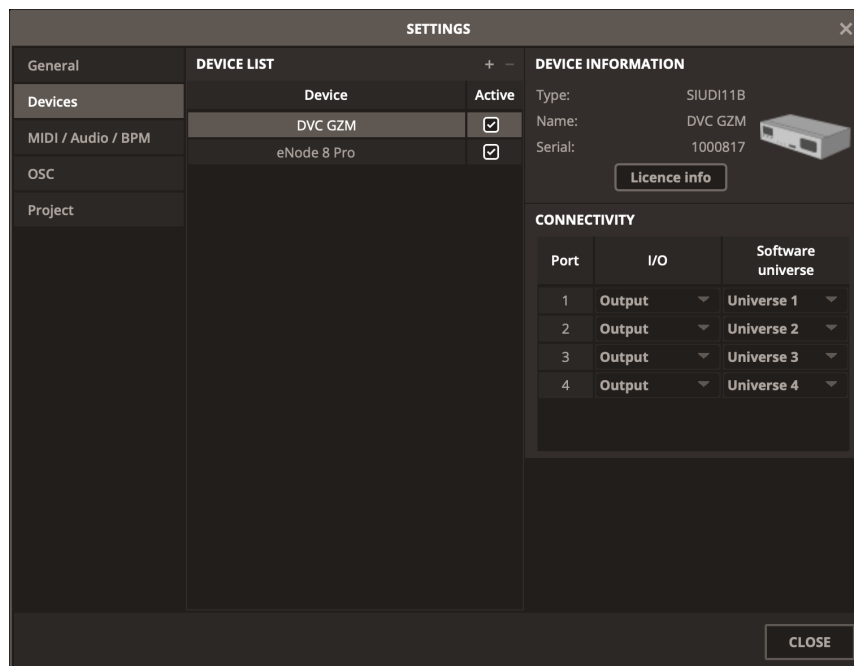 SETTINGS
General
Devices
MIDI / Audio / BPM
OSC
Project
DEVICE LIST + −
Device Active
DVC GZM
eNode 8 Pro
DEVICE INFORMATION
Type: SIUDI11B
Name: DVC GZM
Serial: 1000817
Licence info
CONNECTIVITY
Port I/O Software
universe
1 Output Universe 1
2 Output Universe 2
3 Output Universe 3
4 Output Universe 4
CLOSE